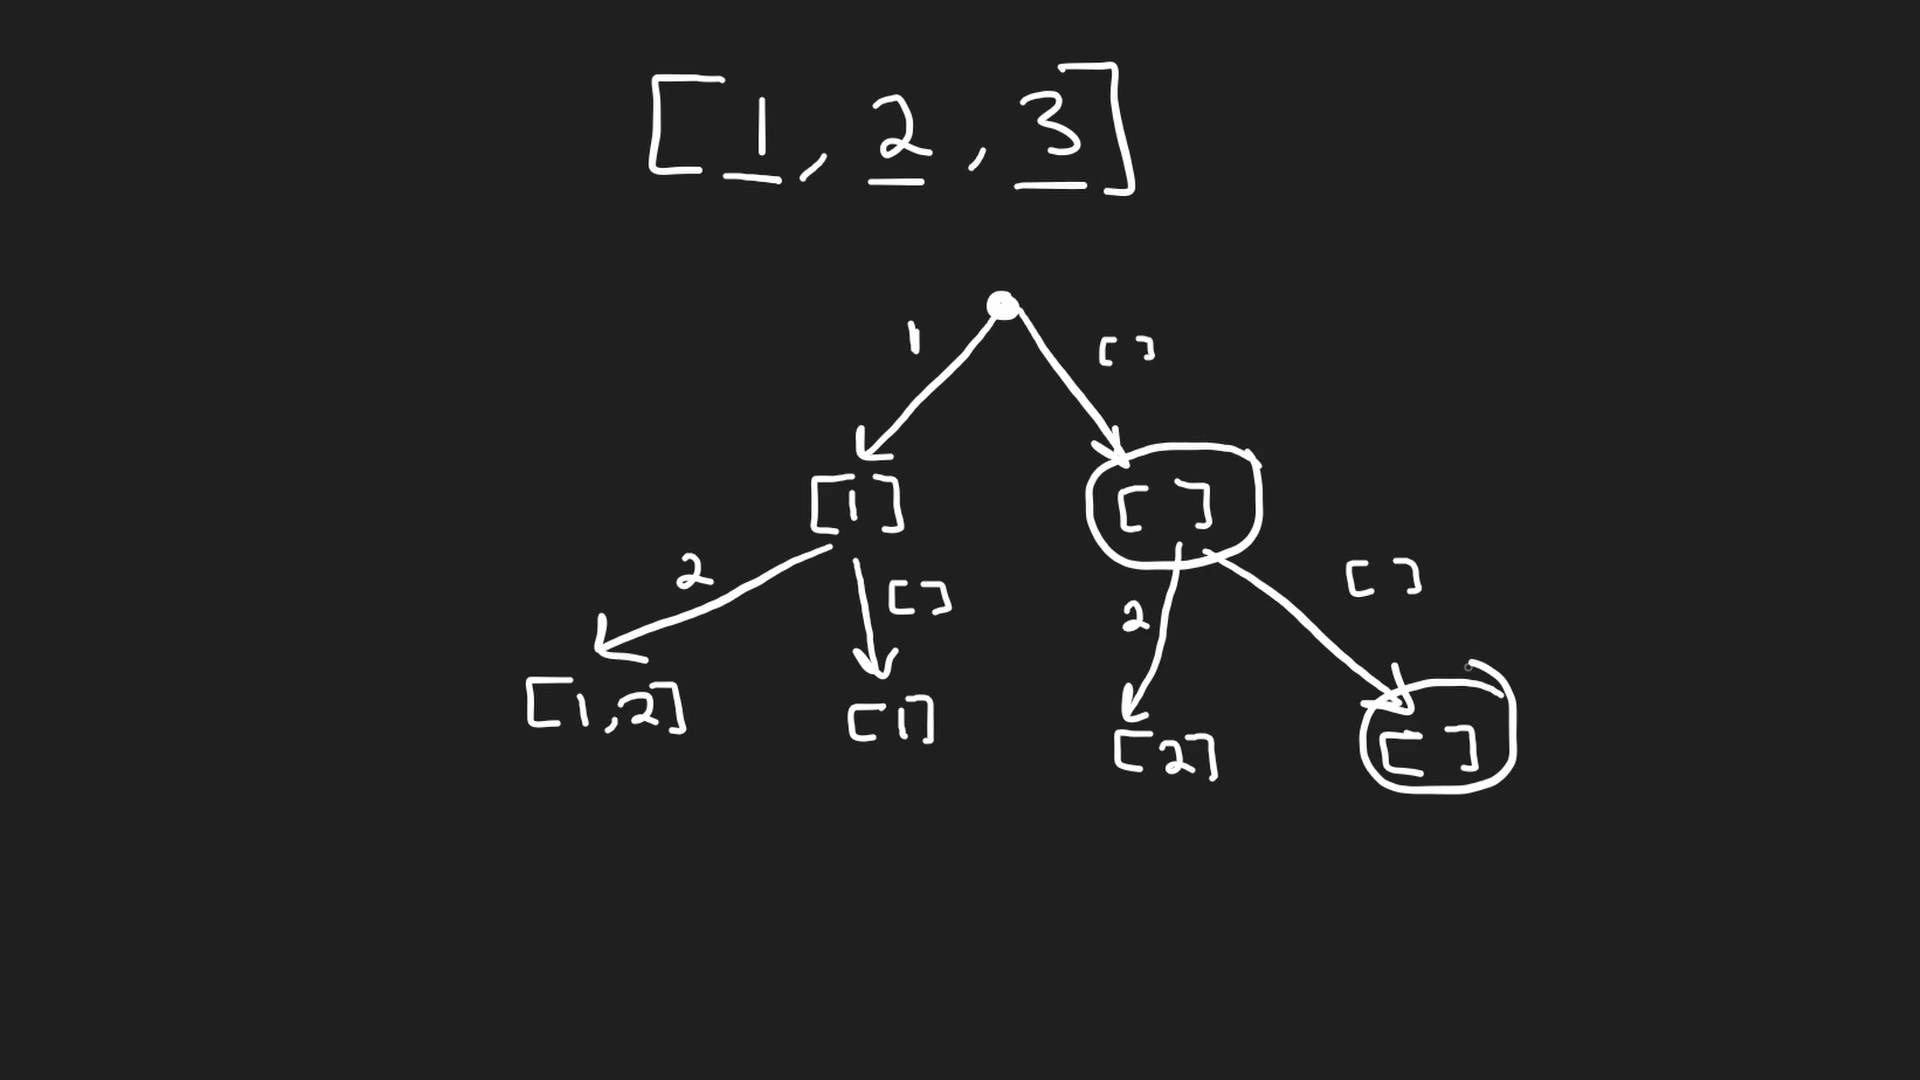 [1, 2, 3]
1 []
[1] []
2 [] 2 []
[1,2] [1] [2] []